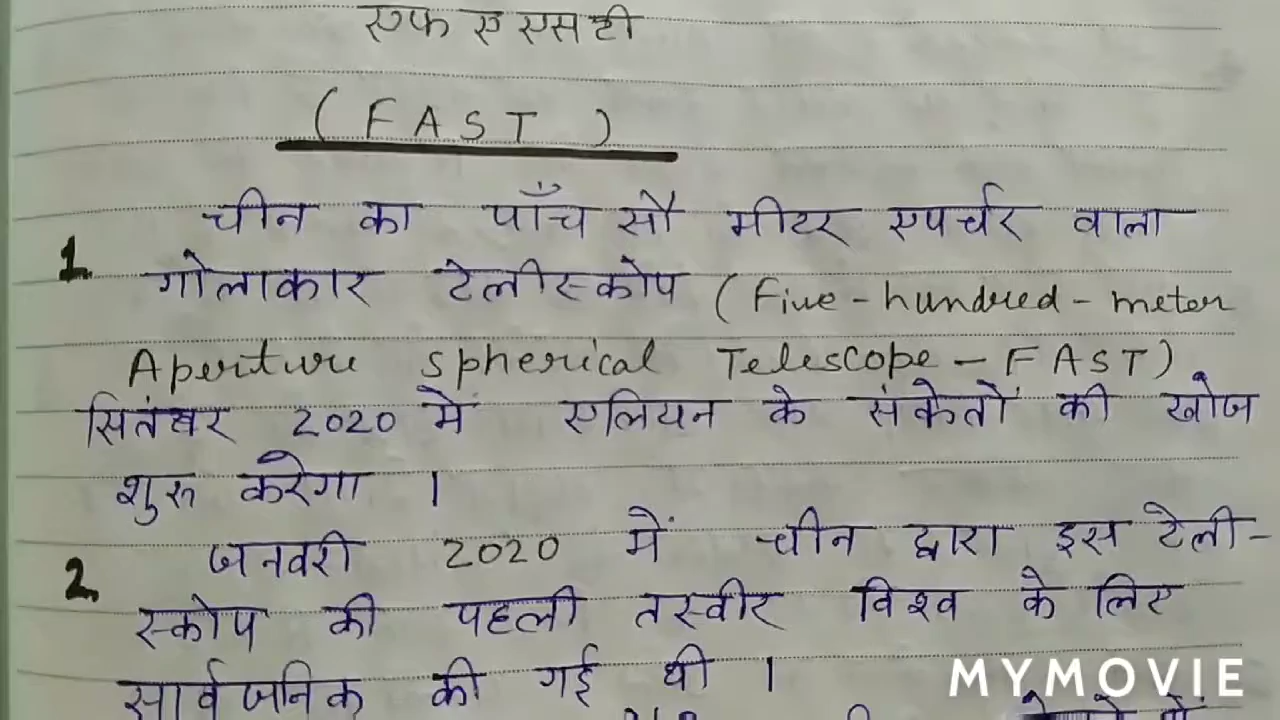 एफ ए एस टी
( FAST )
चीन का पाँच सौ मीटर एपर्चर वाला
1. गोलाकार टेलीस्कोप ( Five-hundred-meter
Aperture Spherical Telescope - FAST )
सितंबर 2020 में एलियन के संकेतों की खोज
शुरू करेगा ।
जनवरी 2020 में चीन द्वारा इस टेली-
2. स्कोप की पहली तस्वीर विश्व के लिए
सार्वजनिक की गई थी ।
MYMOVIE